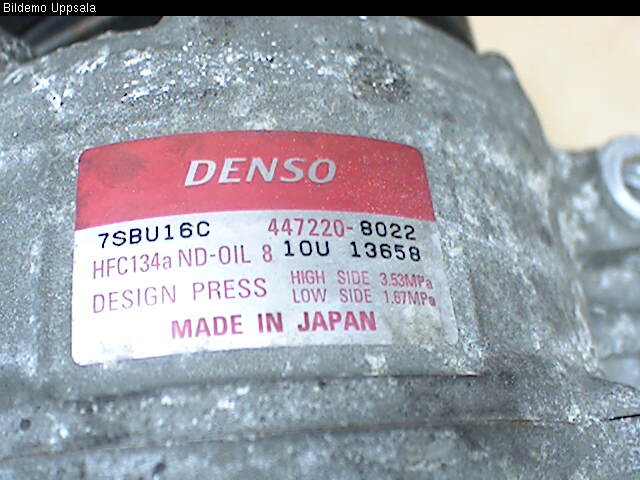 Bildemo Uppsala
DENSO
7SBU16C 447220-8022
HFC134a ND-OIL 8 10U 13658
DESIGN PRESS HIGH SIDE 3.53MPa
LOW SIDE 1.67MPa
MADE IN JAPAN